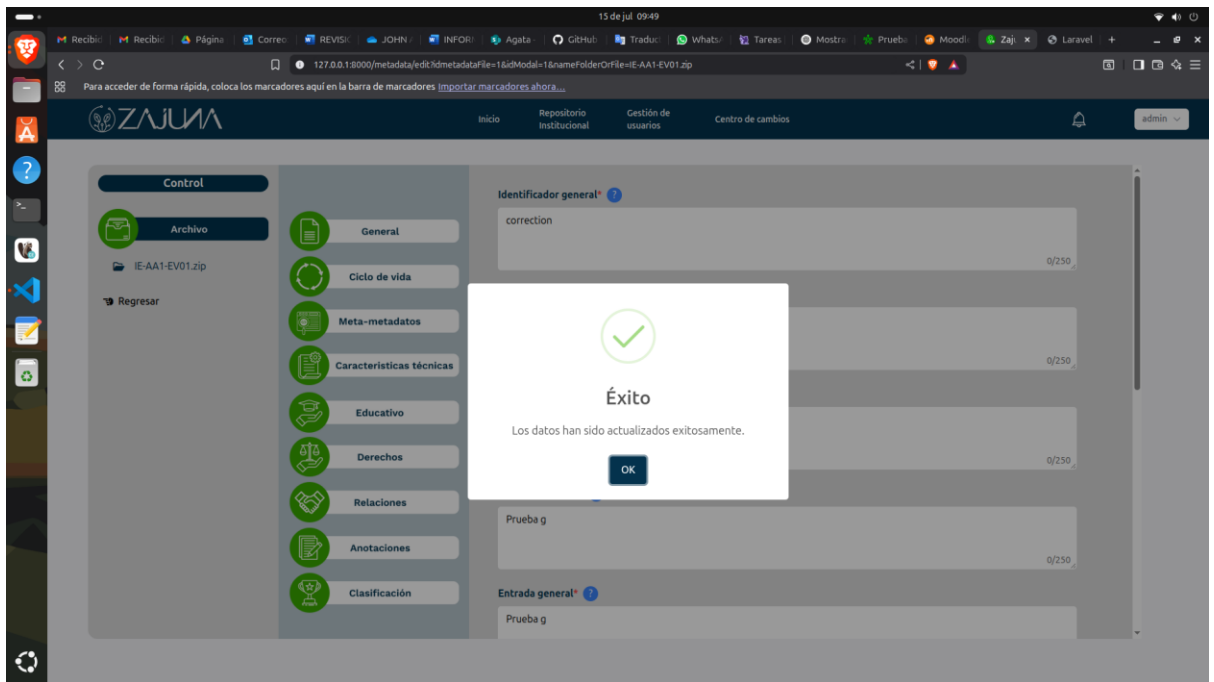 15 de jul 09:49
Recibid
Recibid
Página
Correo
REVISIC
JOHN
INFOR
Agata
GitHub
Traduc
Whats
Tareas
Mostra
Prueba
Moodle
Zaj
Laravel
127.0.0.1:8000/metadata/edit?idmetadataFile=1&idModal=1&nameFolderOrFile=IE-AA1-EV01.zip
Para acceder de forma rápida, coloca los marcadores aquí en la barra de marcadores Importar marcadores ahora...
ZAJUNA
Inicio
Repositorio
Institucional
Gestión de
usuarios
Centro de cambios
admin
Control
Archivo
IE-AA1-EV01.zip
Regresar
General
Ciclo de vida
Meta-metadatos
Caracteristicas técnicas
Educativo
Derechos
Relaciones
Anotaciones
Clasificación
Identificador general* ?
correction
0/250
0/250
0/250
Prueba g
0/250
Entrada general* ?
Prueba g
Éxito
Los datos han sido actualizados exitosamente.
OK